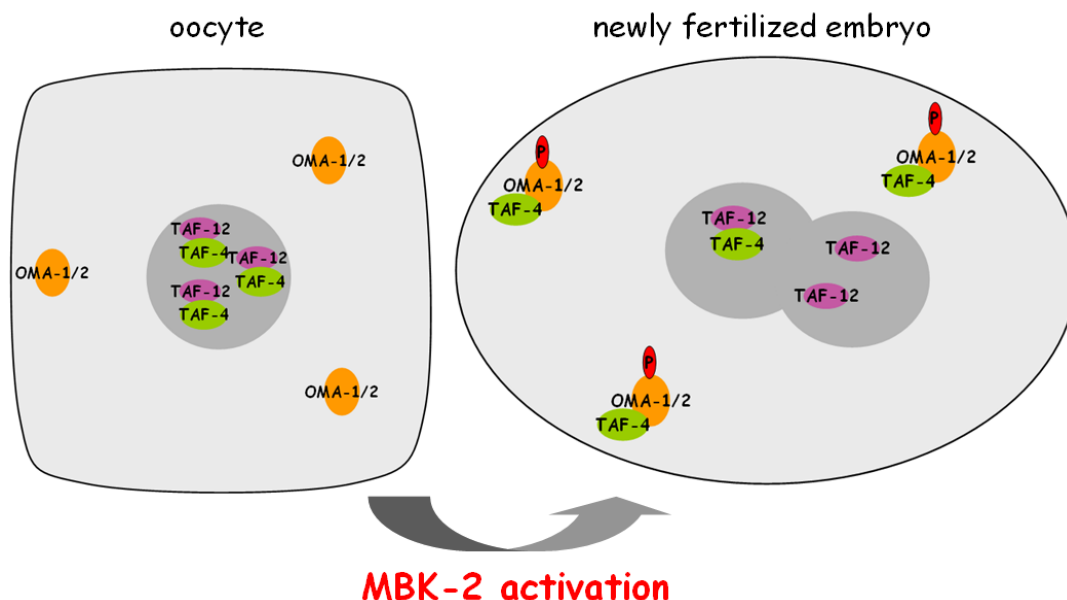 oocyte
newly fertilized embryo
OMA-1/2
OMA-1/2
OMA-1/2
TAF-12
TAF-4
TAF-12
TAF-4
TAF-12
TAF-4
P
OMA-1/2
TAF-4
P
OMA-1/2
TAF-4
TAF-12
TAF-4
TAF-12
TAF-12
P
OMA-1/2
TAF-4
MBK-2 activation